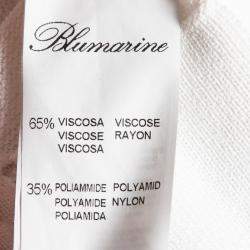 Blumarine
65% VISCOSA VISCOSE
VISCOSE RAYON
VISCOSA
35% POLIAMMIDE POLYAMID
POLYAMIDE NYLON
POLIAMIDA